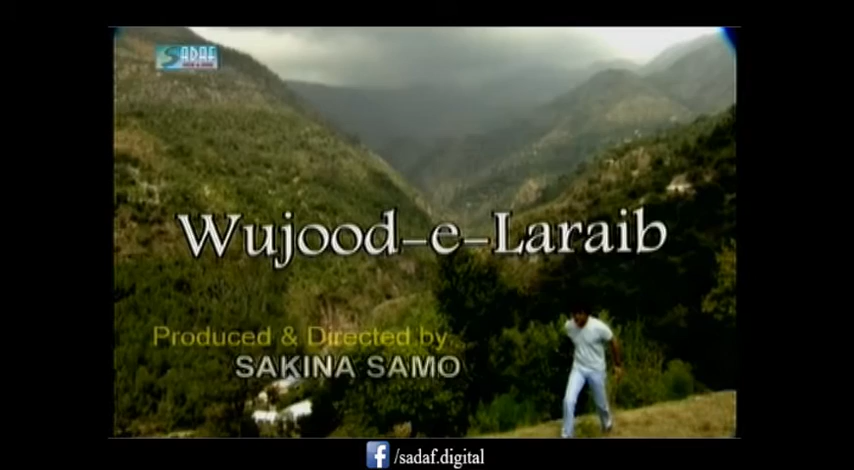 SADAF
Wujood-e-Laraib
Produced & Directed by.
SAKINA SAMO
/sadaf.digital